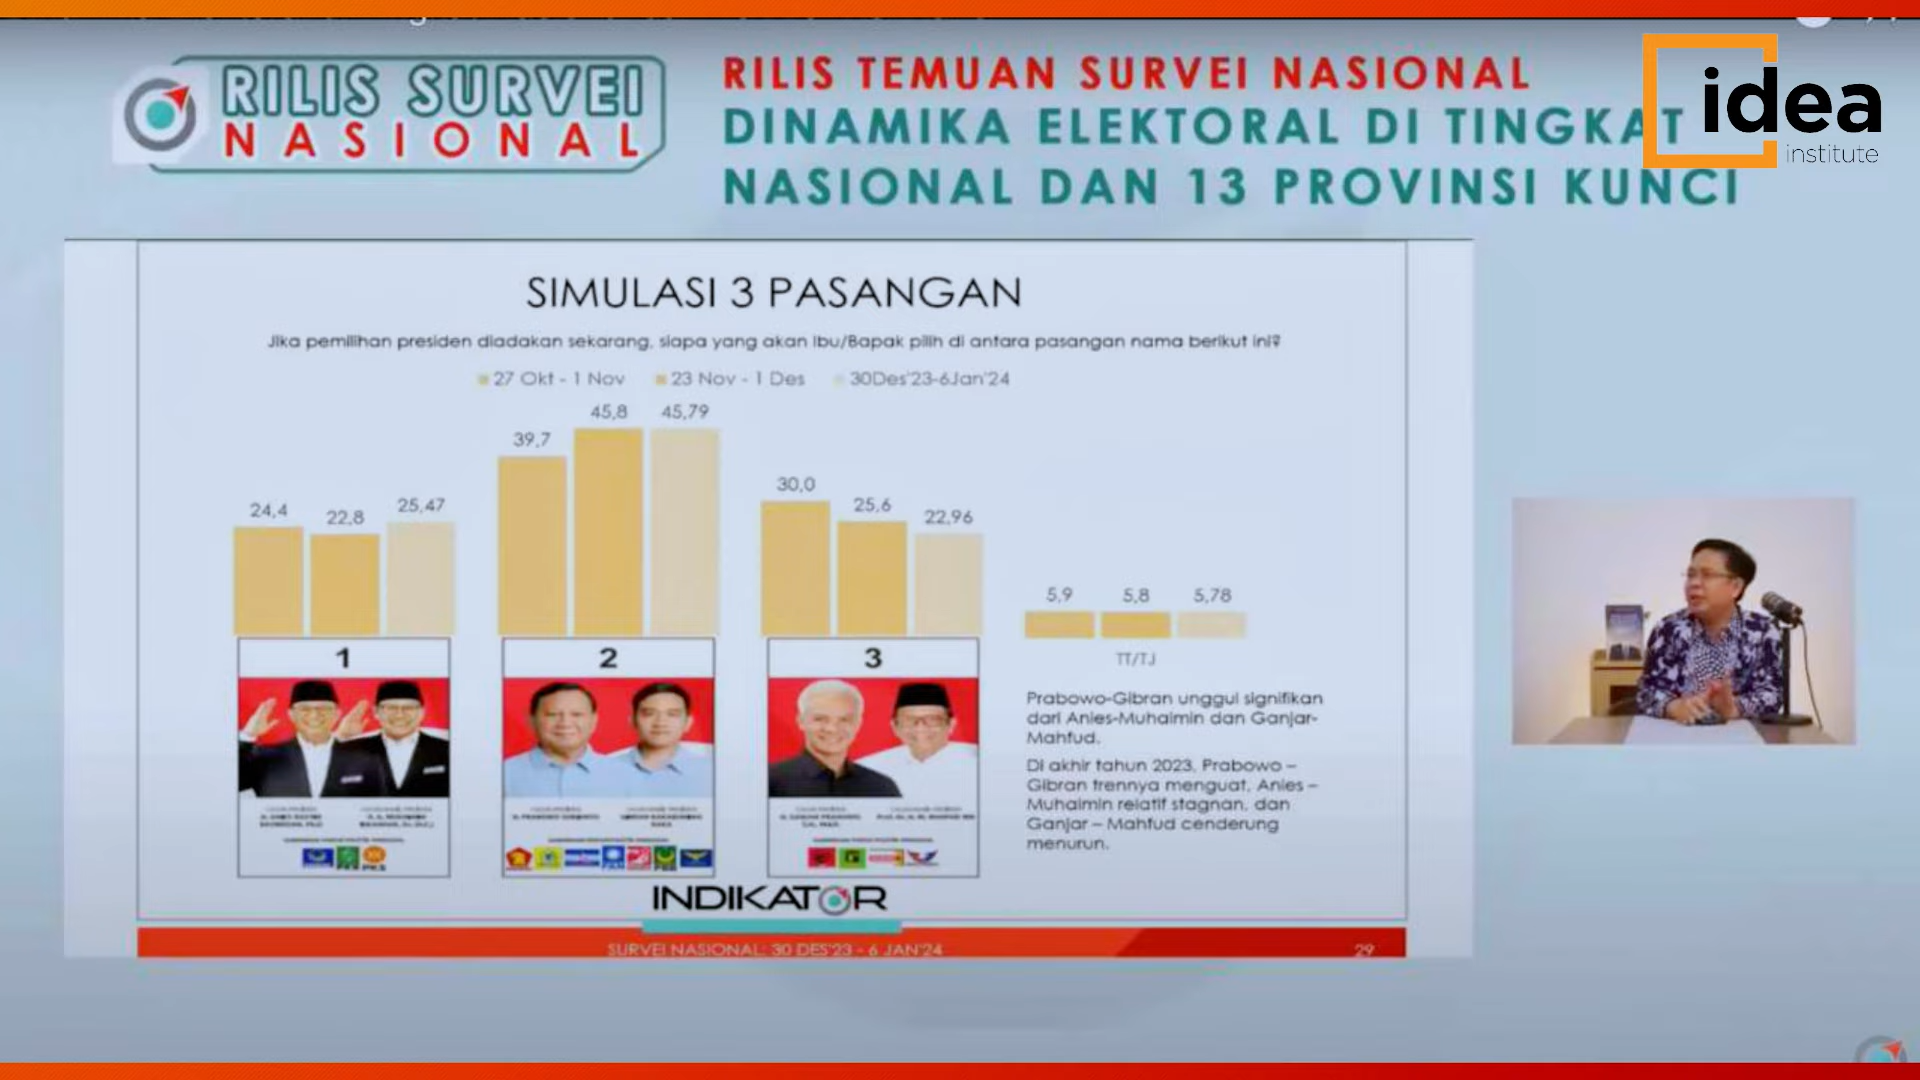 RILIS SURVEI
NASIONAL
RILIS TEMUAN SURVEI NASIONAL
DINAMIKA ELEKTORAL DI TINGKAT
NASIONAL DAN 13 PROVINSI KUNCI
idea
institute
SIMULASI 3 PASANGAN
Jika pemilihan presiden diadakan sekarang, siapa yang akan Ibu/Bapak pilih di antara pasangan nama berikut ini?
27 Okt - 1 Nov 23 Nov - 1 Des 30Des'23-6Jan'24
24,4 22,8 25,47
39,7 45,8 45,79
30,0 25,6 22,96
5,9 5,8 5,78
TT/TJ
1
2
3
Prabowo-Gibran unggul signifikan
dari Anies-Muhaimin dan Ganjar-
Mahfud.
Di akhir tahun 2023, Prabowo –
Gibran trennya menguat, Anies –
Muhaimin relatif stagnan, dan
Ganjar – Mahfud cenderung
menurun.
PKS
PAN
INDIKATOR
SURVEI NASIONAL: 30 DES'23 - 6 JAN'24
29